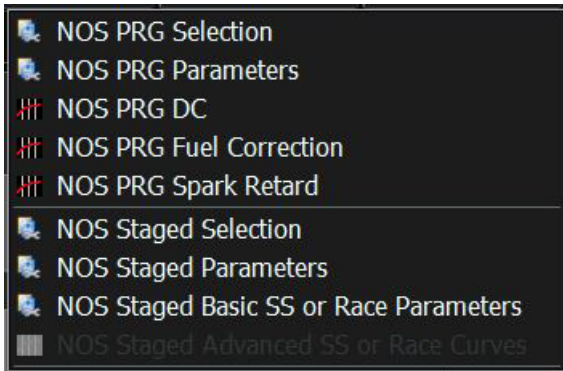 NOS PRG Selection
NOS PRG Parameters
NOS PRG DC
NOS PRG Fuel Correction
NOS PRG Spark Retard
NOS Staged Selection
NOS Staged Parameters
NOS Staged Basic SS or Race Parameters
NOS Staged Advanced SS or Race Curves